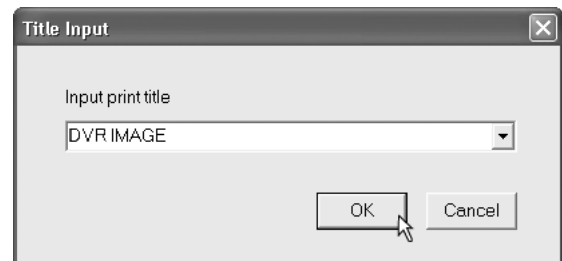 Title Input
Input print title
DVR IMAGE
OK Cancel